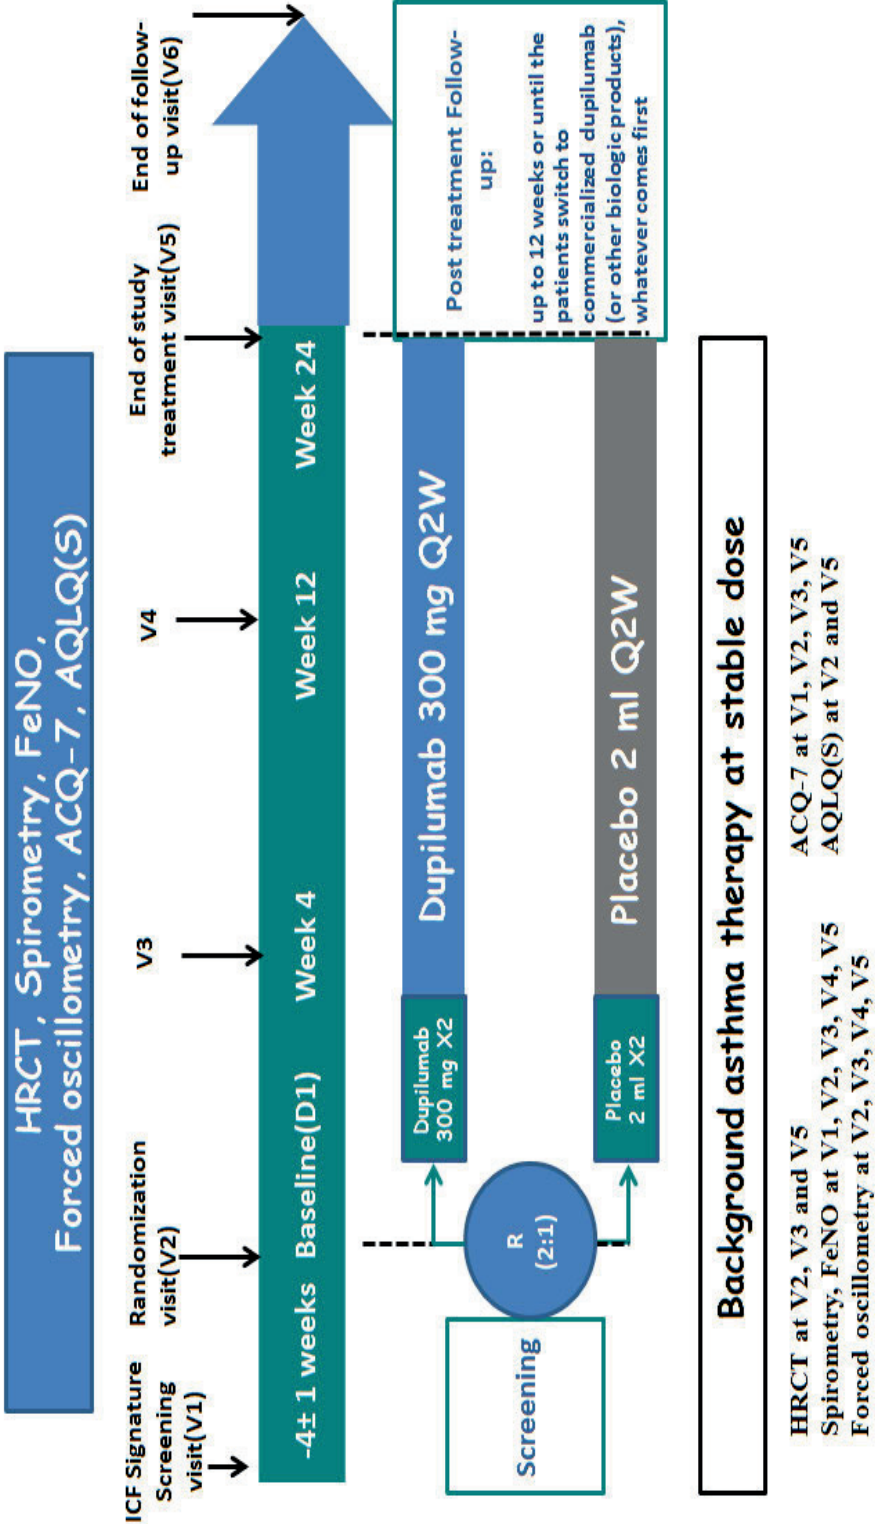 HRCT, Spirometry, FeNO,
Forced oscillometry, ACQ-7, AQLQ(S)
ICF Signature
Screening
visit(V1)
Randomization
visit(V2)
V3
V4
End of study
treatment visit(V5)
End of follow-
up visit(V6)
-4± 1 weeks
Baseline(D1)
Week 4
Week 12
Week 24
Screening
R
(2:1)
Dupilumab
300 mg X2
Dupilumab 300 mg Q2W
Placebo
2 ml X2
Placebo 2 ml Q2W
Post treatment Follow-
up:
up to 12 weeks or until the
patients switch to
commercialized dupilumab
(or other biologic products),
whatever comes first
Background asthma therapy at stable dose
HRCT at V2, V3 and V5
Spirometry, FeNO at V1, V2, V3, V4, V5
Forced oscillometry at V2, V3, V4, V5
ACQ-7 at V1, V2, V3, V5
AQLQ(S) at V2 and V5